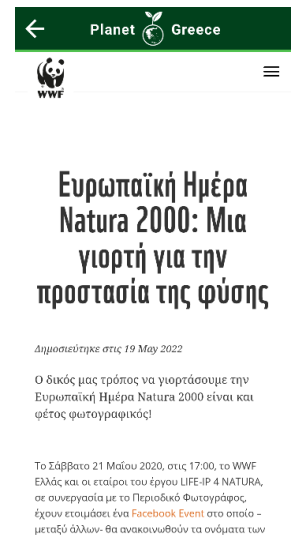 Planet Greece
WWF
Ευρωπαϊκή Ημέρα
Natura 2000: Μια
γιορτή για την
προστασία της φύσης
Δημοσιεύτηκε στις 19 May 2022
Ο δικός μας τρόπος να γιορτάσουμε την
Ευρωπαϊκή Ημέρα Natura 2000 είναι και
φέτος φωτογραφικός!
Το Σάββατο 21 Μαΐου 2020, στις 17:00, το WWF
Ελλάς και οι εταίροι του έργου LIFE-IP 4 NATURA,
σε συνεργασία με το Περιοδικό Φωτογράφος,
έχουν ετοιμάσει ένα Facebook Event στο οποίο –
μεταξύ άλλων- θα ανακοινωθούν τα ονόματα των